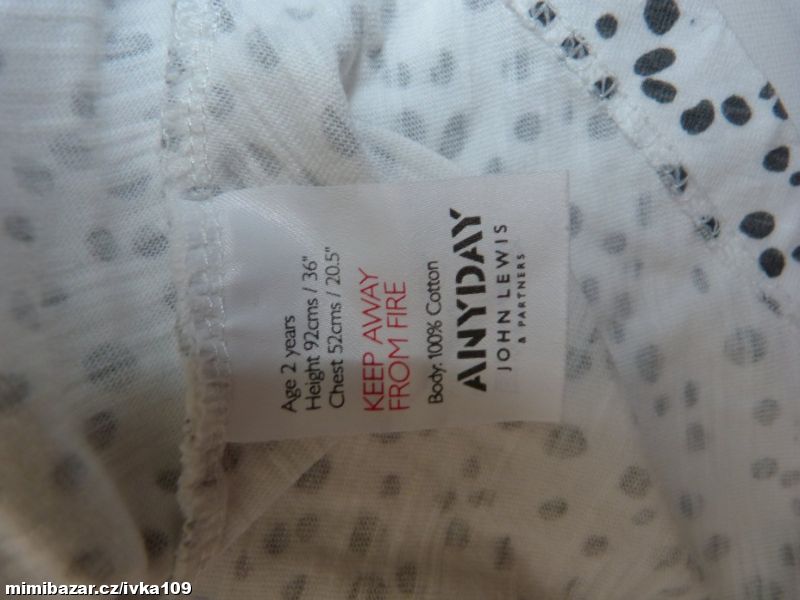 Age 2 years
Height 92cms / 36"
Chest 52cms / 20.5"
KEEP AWAY
FROM FIRE
Body: 100% Cotton
ANYDAY
JOHN LEWIS
& PARTNERS
mimibazar.cz/ivka109